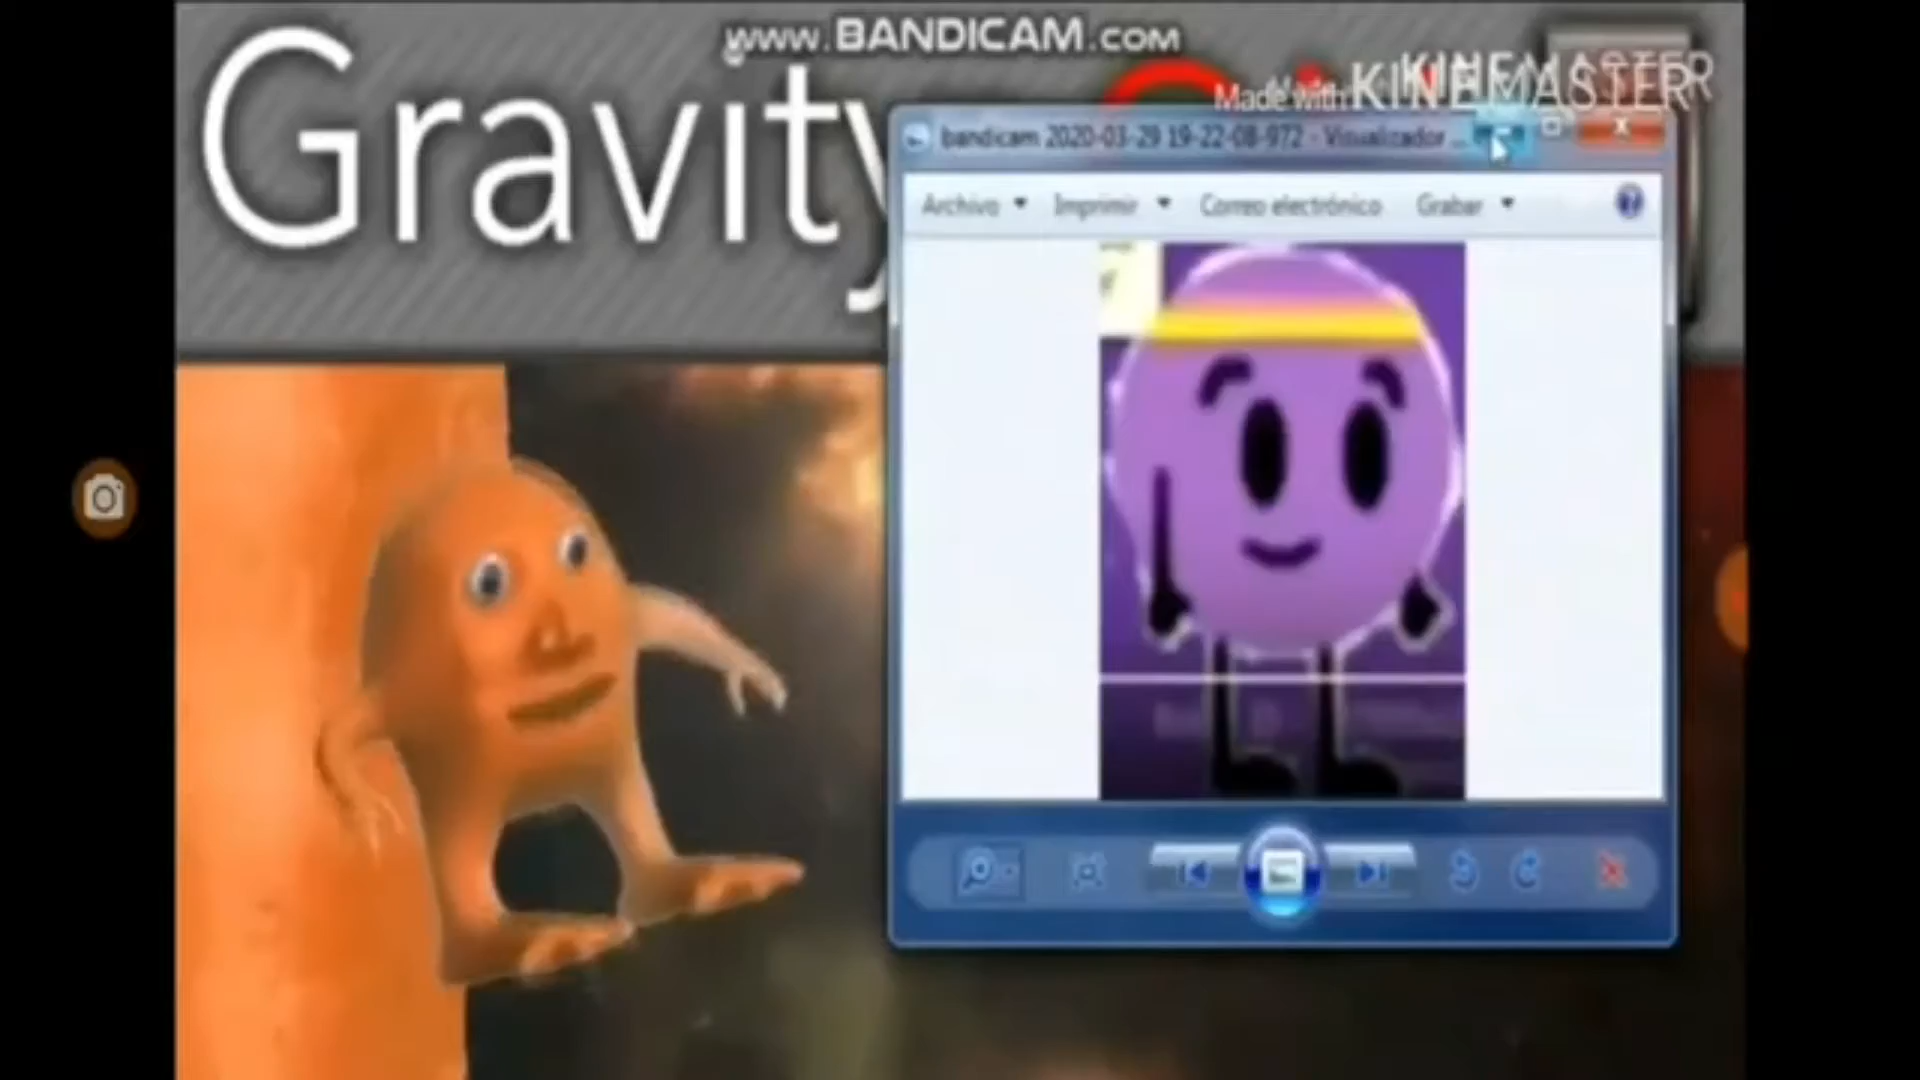 www.BANDICAM.com
Gravity
Made with KINEMASTER
KINEMASTER
bandicam 2020-03-29 19-22-08-972 - Visualizador ...
Archivo Imprimir Correo electrónico Grabar